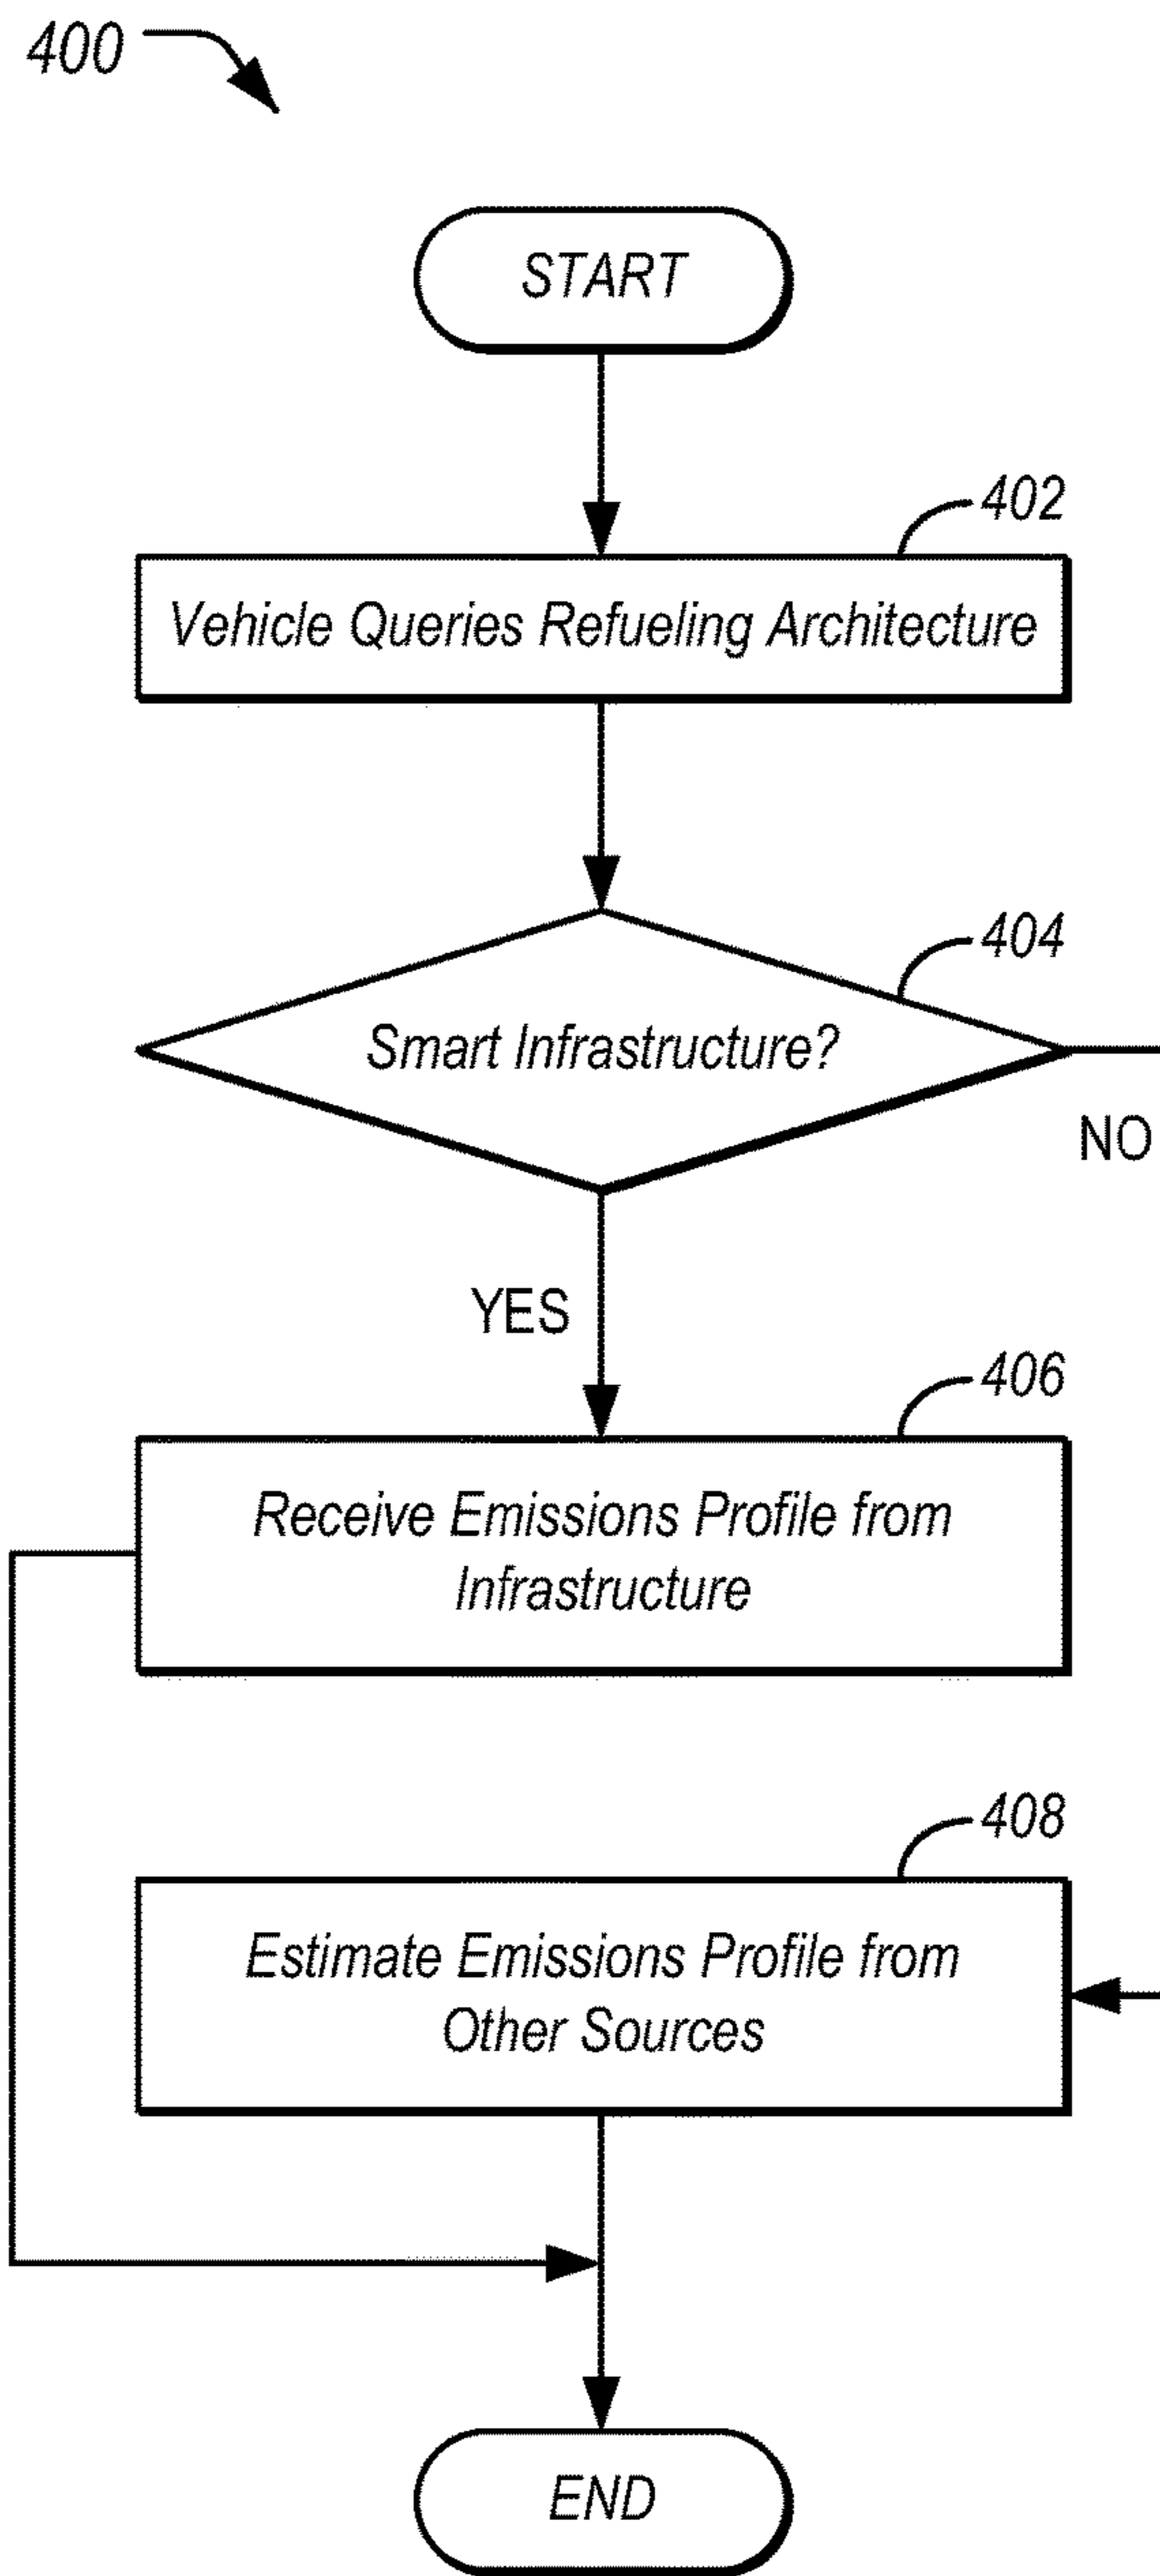 400
START
402
Vehicle Queries Refueling Architecture
404
Smart Infrastructure?
NO
YES
406
Receive Emissions Profile from
Infrastructure
408
Estimate Emissions Profile from
Other Sources
END